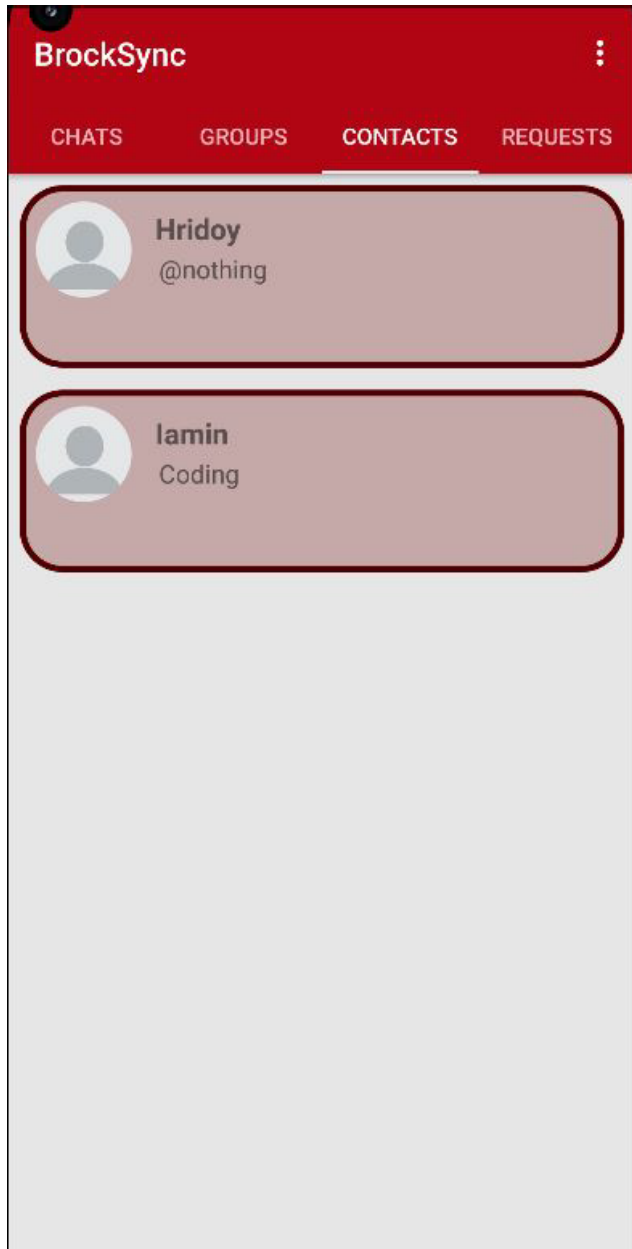 BrockSync
CHATS GROUPS CONTACTS REQUESTS
Hridoy
@nothing
lamin
Coding